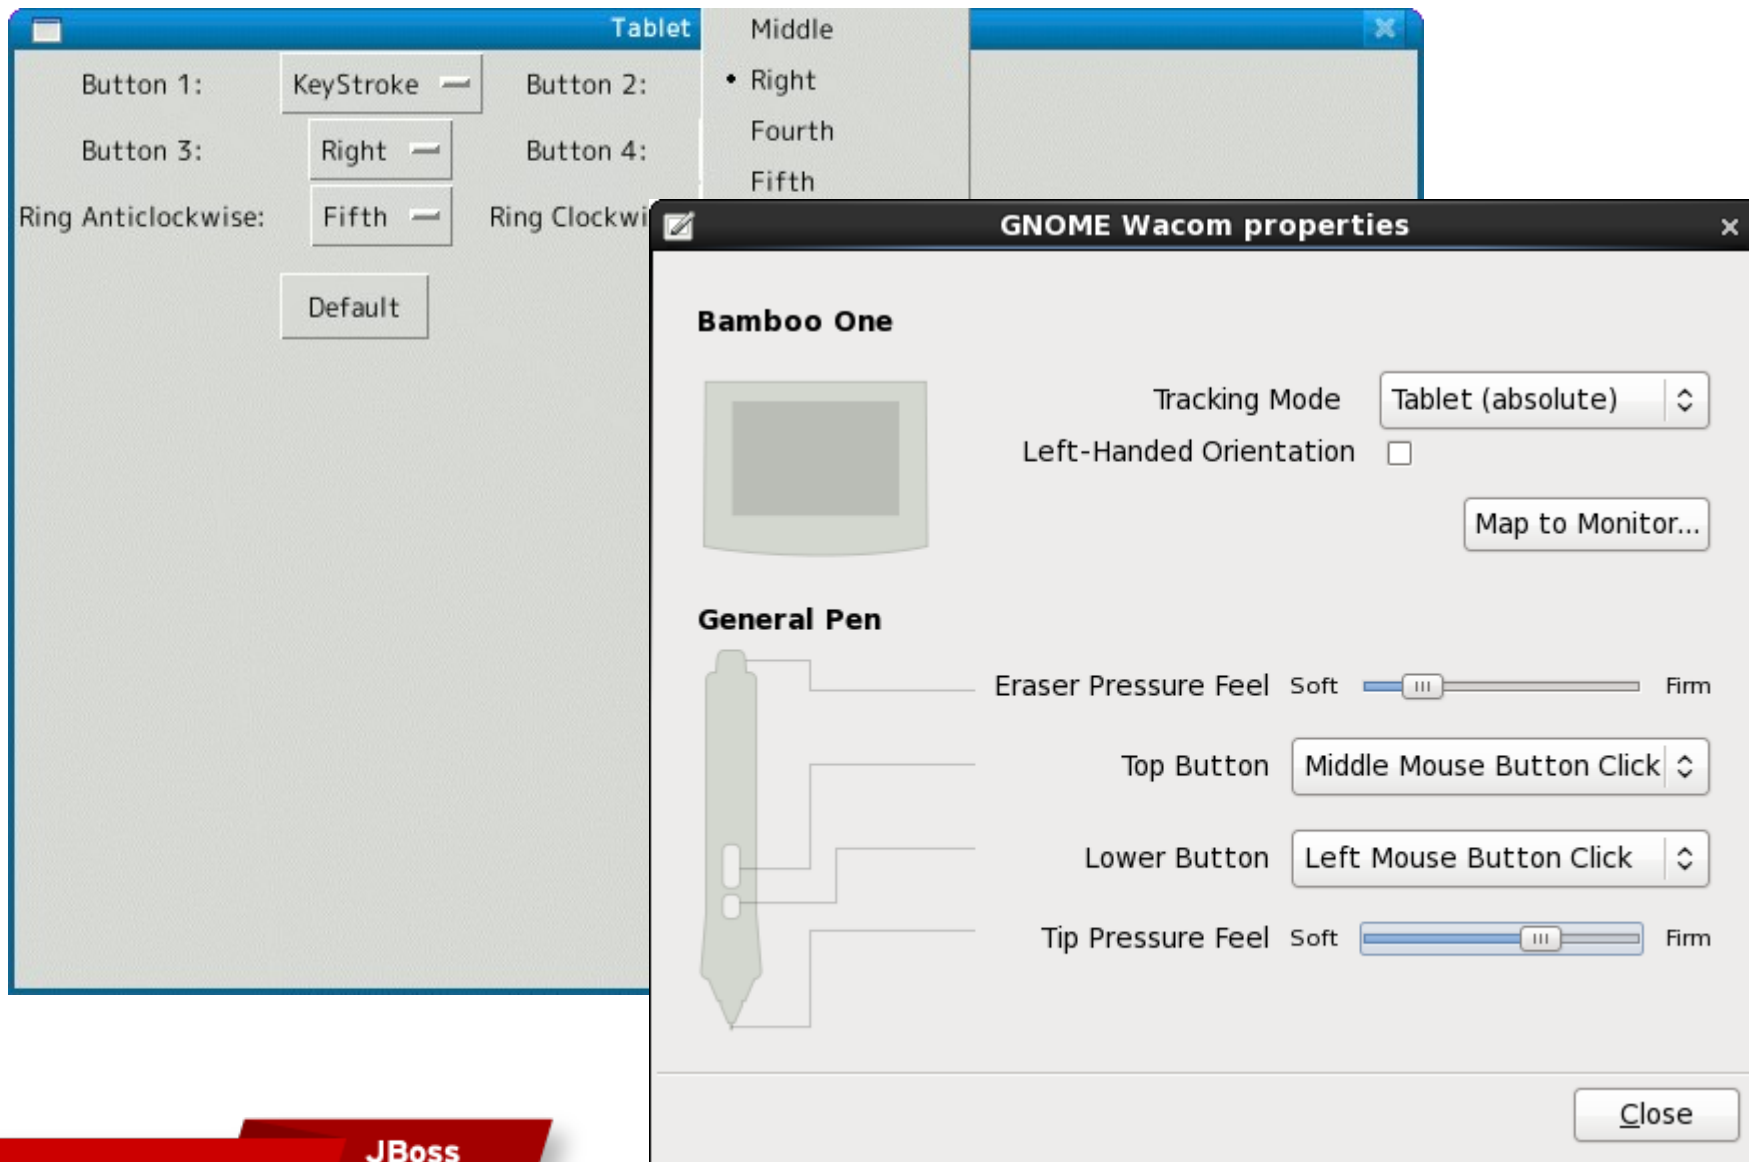 Tablet
Middle
Button 1: KeyStroke Button 2: • Right
Fourth
Button 3: Right Button 4:
Fifth
Ring Anticlockwise: Fifth Ring Clockwi
Default
GNOME Wacom properties
Bamboo One
Tracking Mode Tablet (absolute)
Left-Handed Orientation
Map to Monitor...
General Pen
Eraser Pressure Feel Soft Firm
Top Button Middle Mouse Button Click
Lower Button Left Mouse Button Click
Tip Pressure Feel Soft Firm
Close
JBoss